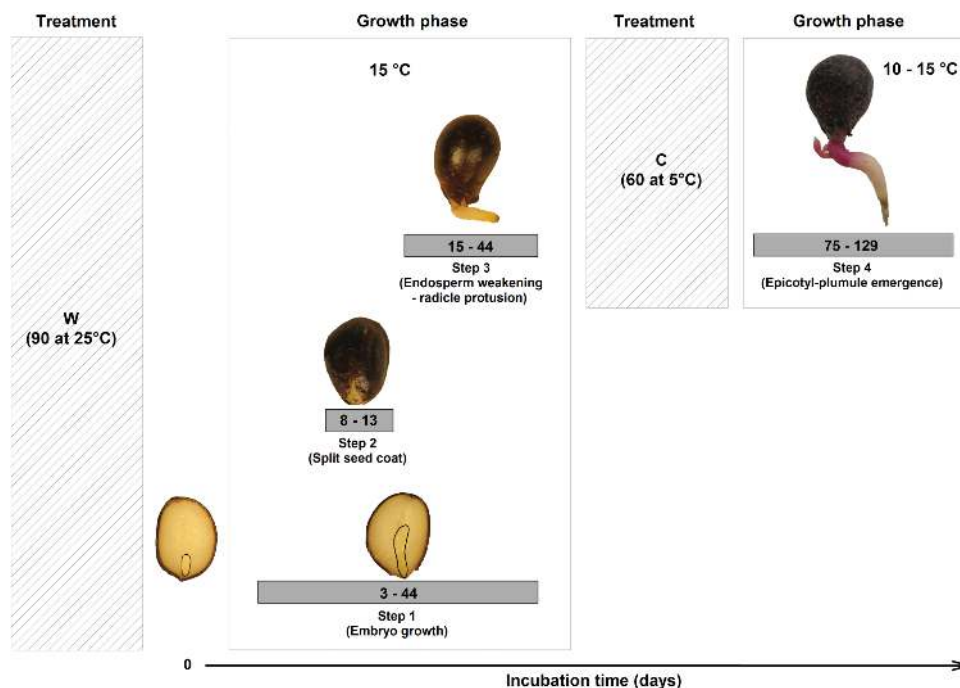 Treatment
Growth phase
Treatment
Growth phase
15 °C
10 - 15 °C
C
(60 at 5°C)
15 - 44
Step 3
(Endosperm weakening
- radicle protusion)
75 - 129
Step 4
(Epicotyl-plumule emergence)
W
(90 at 25°C)
8 - 13
Step 2
(Split seed coat)
3 - 44
Step 1
(Embryo growth)
0
Incubation time (days)